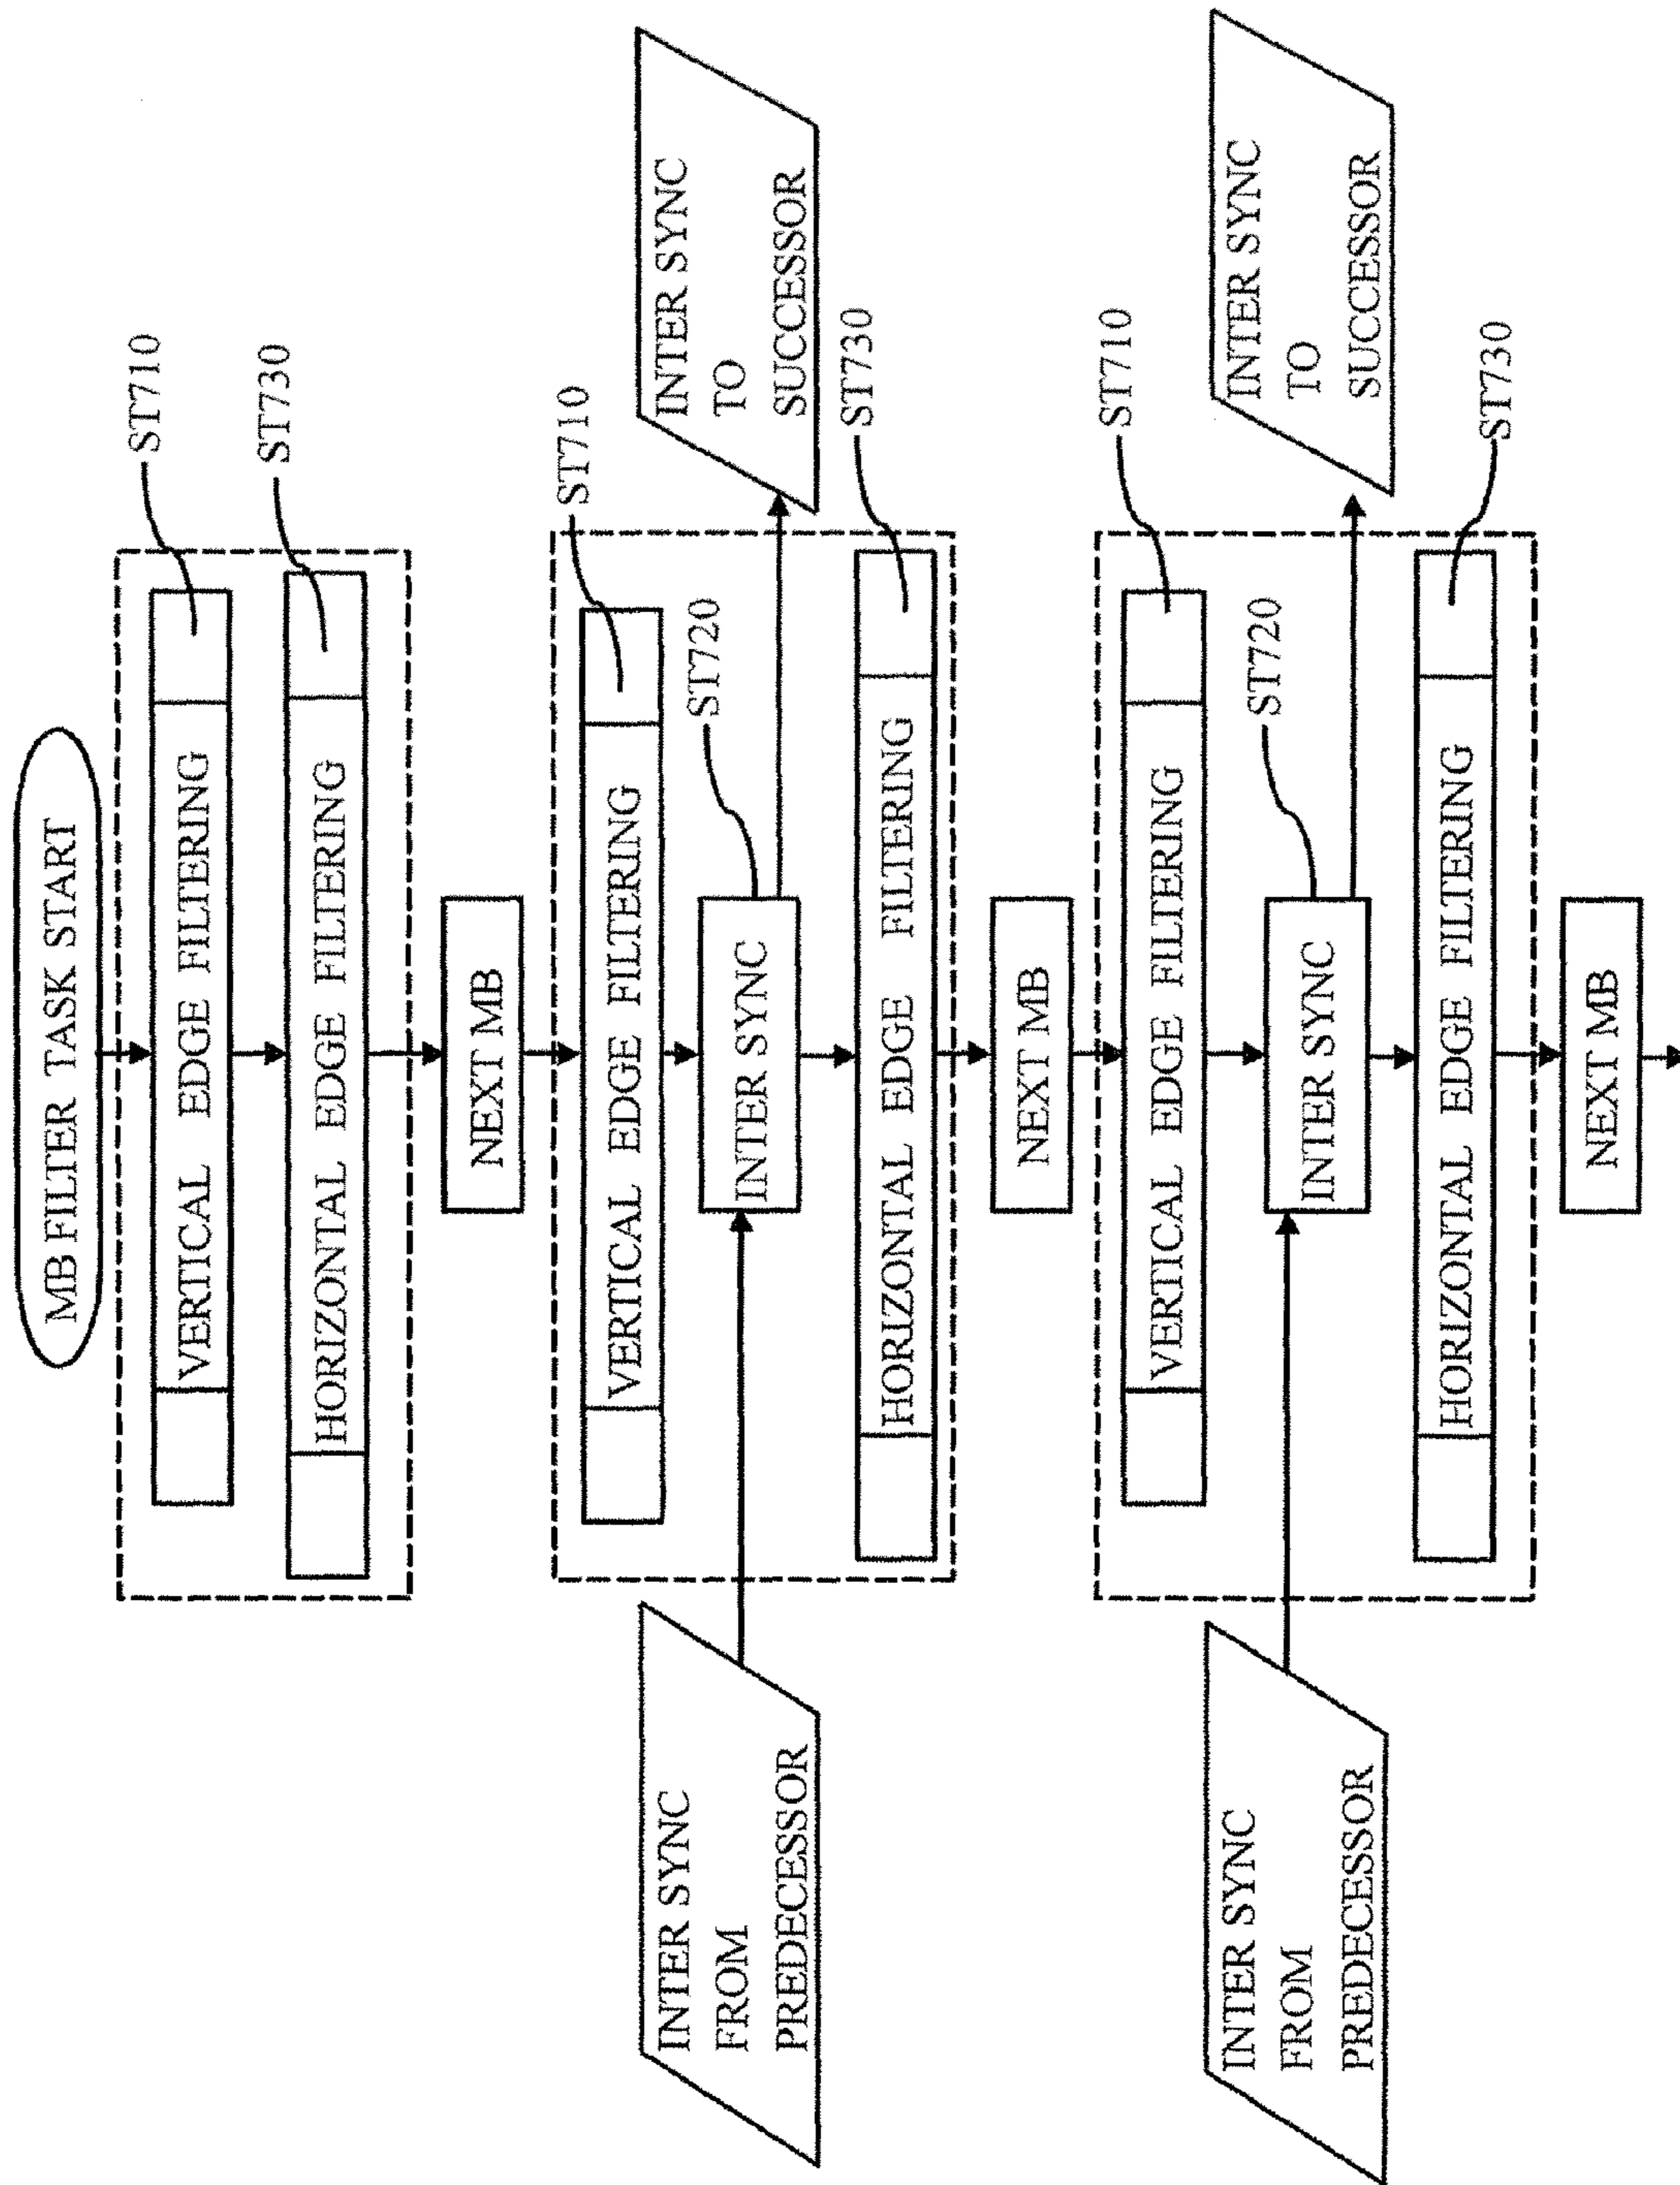 MB FILTER TASK START
VERTICAL EDGE FILTERING
ST710
HORIZONTAL EDGE FILTERING
ST730
NEXT MB
VERTICAL EDGE FILTERING
ST710
INTER SYNC
FROM
PREDECESSOR
INTER SYNC
ST720
INTER SYNC
TO
SUCCESSOR
HORIZONTAL EDGE FILTERING
ST730
NEXT MB
VERTICAL EDGE FILTERING
ST710
INTER SYNC
FROM
PREDECESSOR
INTER SYNC
ST720
INTER SYNC
TO
SUCCESSOR
HORIZONTAL EDGE FILTERING
ST730
NEXT MB